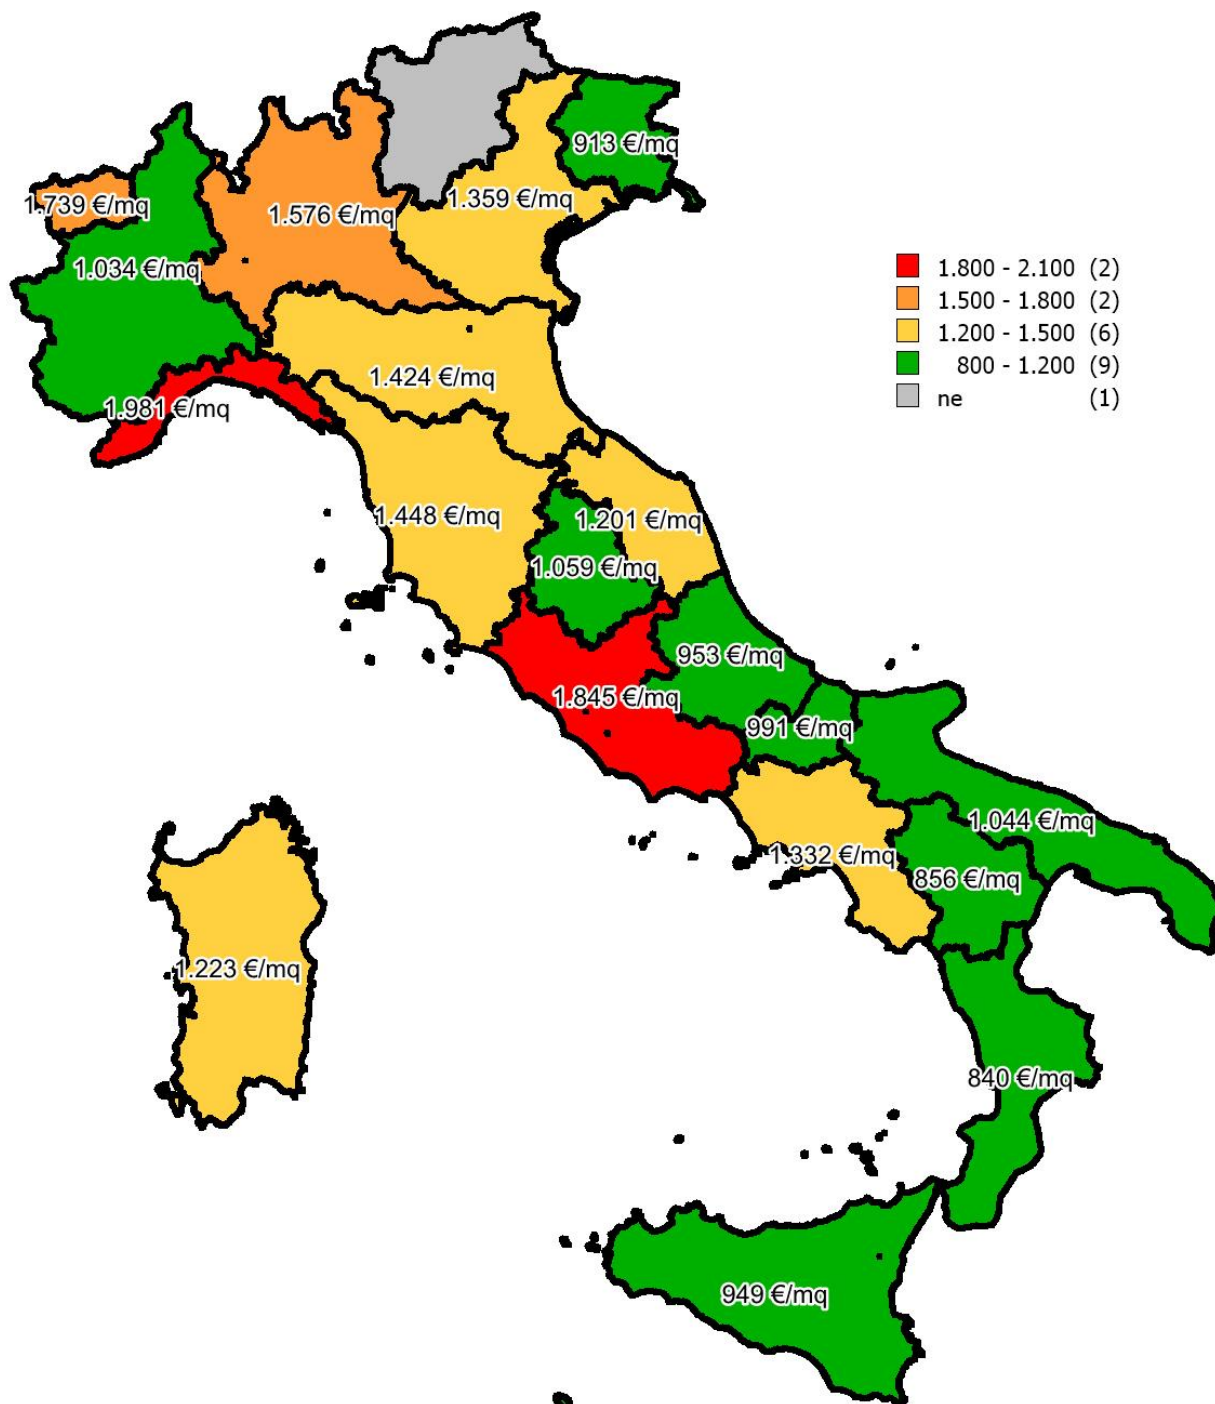 913 €/mq
1.359 €/mq
1.739 €/mq
1.576 €/mq
1.034 €/mq
1.800 - 2.100 (2)
1.500 - 1.800 (2)
1.200 - 1.500 (6)
800 - 1.200 (9)
ne (1)
1.424 €/mq
1.981 €/mq
1.448 €/mq
1.201 €/mq
1.059 €/mq
953 €/mq
1.845 €/mq
991 €/mq
1.044 €/mq
1.332 €/mq
856 €/mq
1.223 €/mq
840 €/mq
949 €/mq